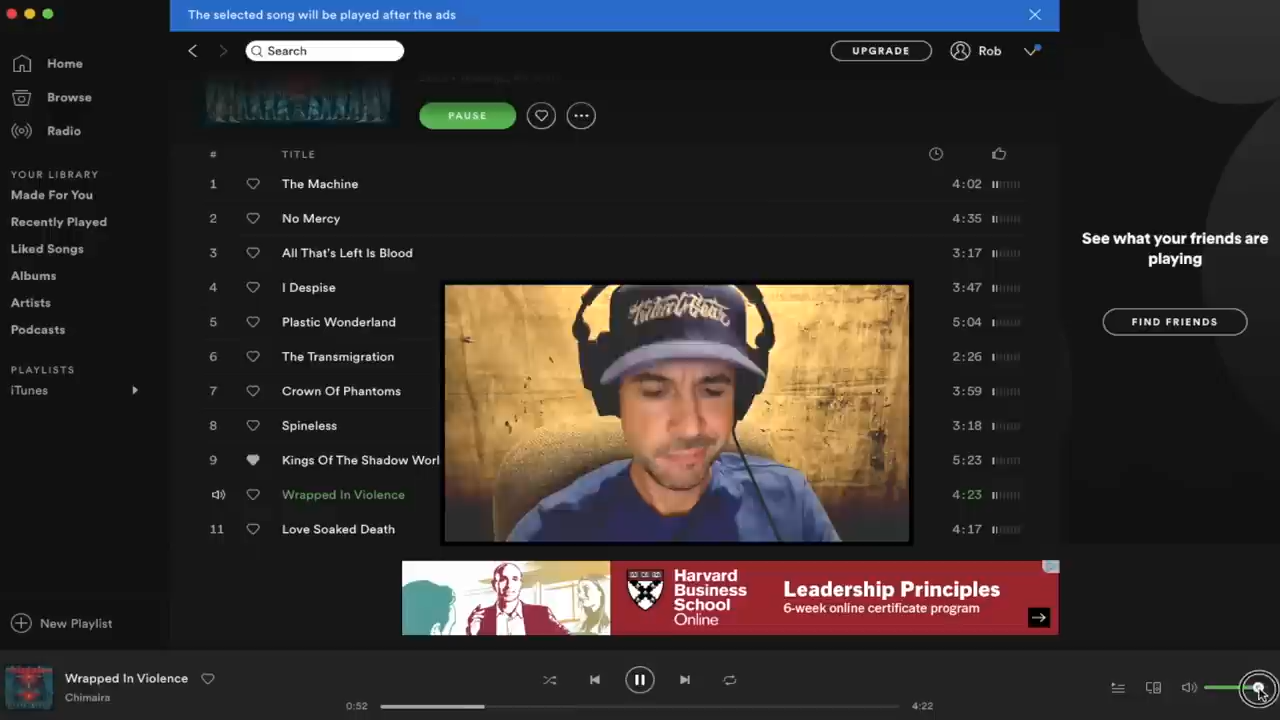 The selected song will be played after the ads
Search
UPGRADE
Rob
Home
Browse
Radio
YOUR LIBRARY
Made For You
Recently Played
Liked Songs
Albums
Artists
Podcasts
PLAYLISTS
iTunes
New Playlist
PAUSE
# TITLE
1 The Machine 4:02
2 No Mercy 4:35
3 All That's Left Is Blood 3:17
4 I Despise 3:47
5 Plastic Wonderland 5:04
6 The Transmigration 2:26
7 Crown Of Phantoms 3:59
8 Spineless 3:18
9 Kings Of The Shadow Worl 5:23
Wrapped In Violence 4:23
11 Love Soaked Death 4:17
See what your friends are
playing
FIND FRIENDS
Harvard
Business
School
Online
Leadership Principles
6-week online certificate program
Wrapped In Violence
Chimaira
0:52
4:22